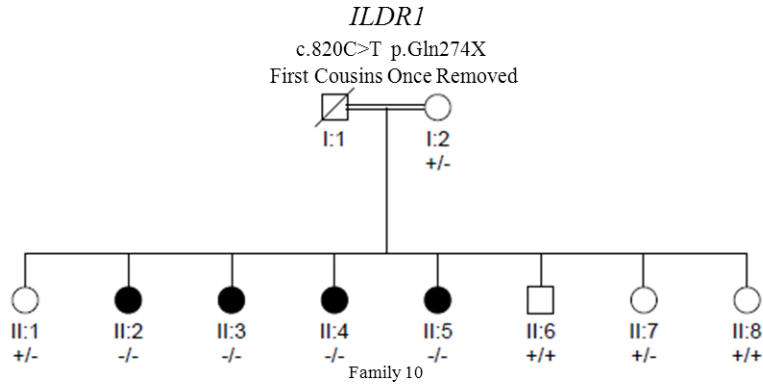 ILDR1
c.820C>T p.Gln274X
First Cousins Once Removed
I:1 I:2
+/-
II:1 II:2 II:3 II:4 II:5 II:6 II:7 II:8
+/- -/- -/- -/- -/- +/+ +/- +/+
Family 10